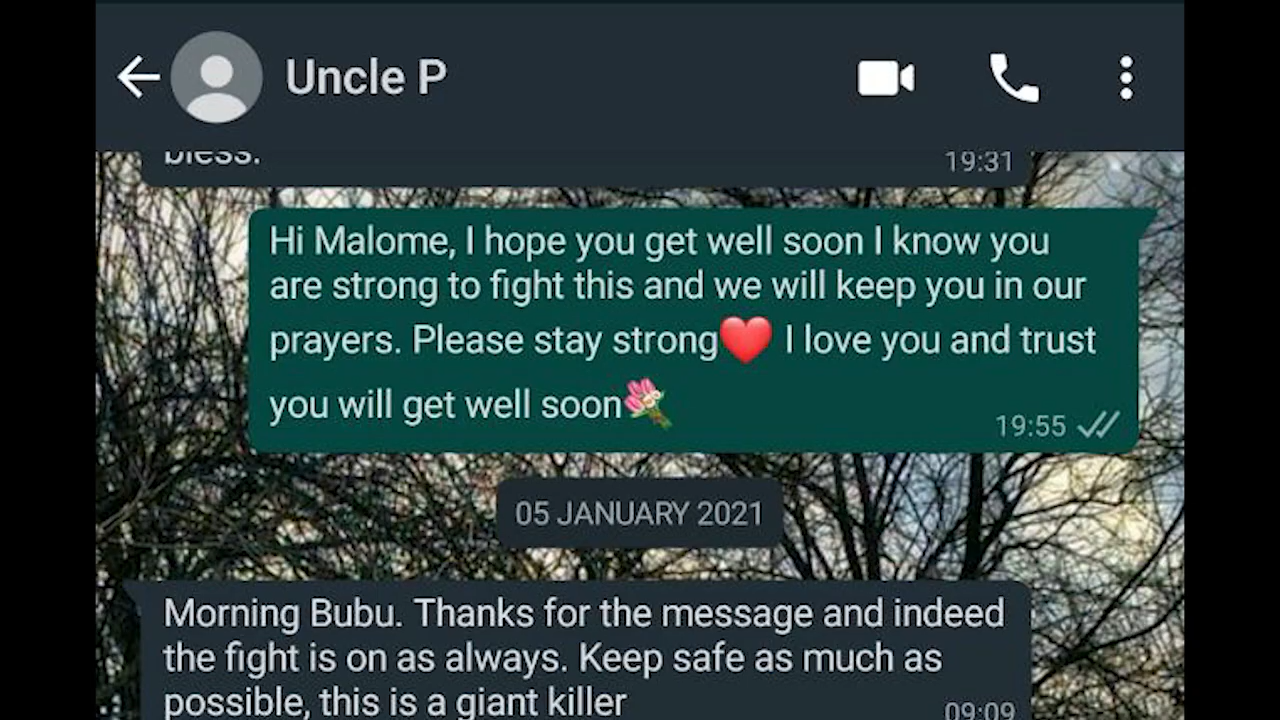 Uncle P
bless.
19:31
Hi Malome, I hope you get well soon I know you
are strong to fight this and we will keep you in our
prayers. Please stay strong❤️ I love you and trust
you will get well soon💐
19:55
05 JANUARY 2021
Morning Bubu. Thanks for the message and indeed
the fight is on as always. Keep safe as much as
possible, this is a giant killer
09:09